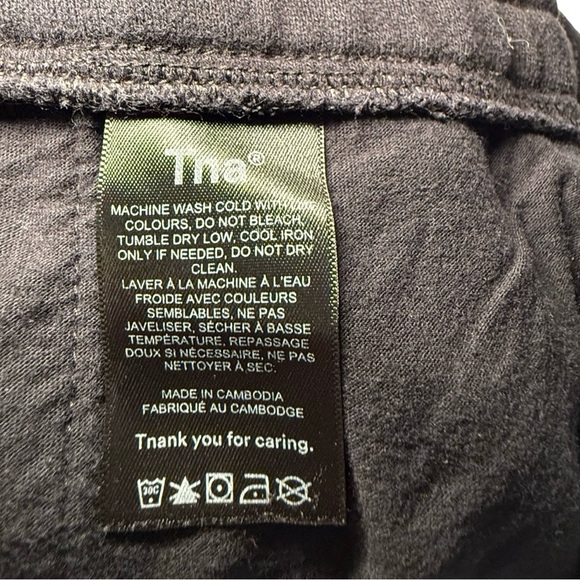 Tna®
MACHINE WASH COLD WITH LIKE
COLOURS, DO NOT BLEACH,
TUMBLE DRY LOW, COOL IRON
ONLY IF NEEDED, DO NOT DRY
CLEAN.
LAVER À LA MACHINE À L'EAU
FROIDE AVEC COULEURS
SEMBLABLES, NE PAS
JAVELISER, SÉCHER À BASSE
TEMPÉRATURE, REPASSAGE
DOUX SI NÉCESSAIRE, NE PAS
NETTOYER À SEC.
MADE IN CAMBODIA
FABRIQUÉ AU CAMBODGE
Tnank you for caring.
30C